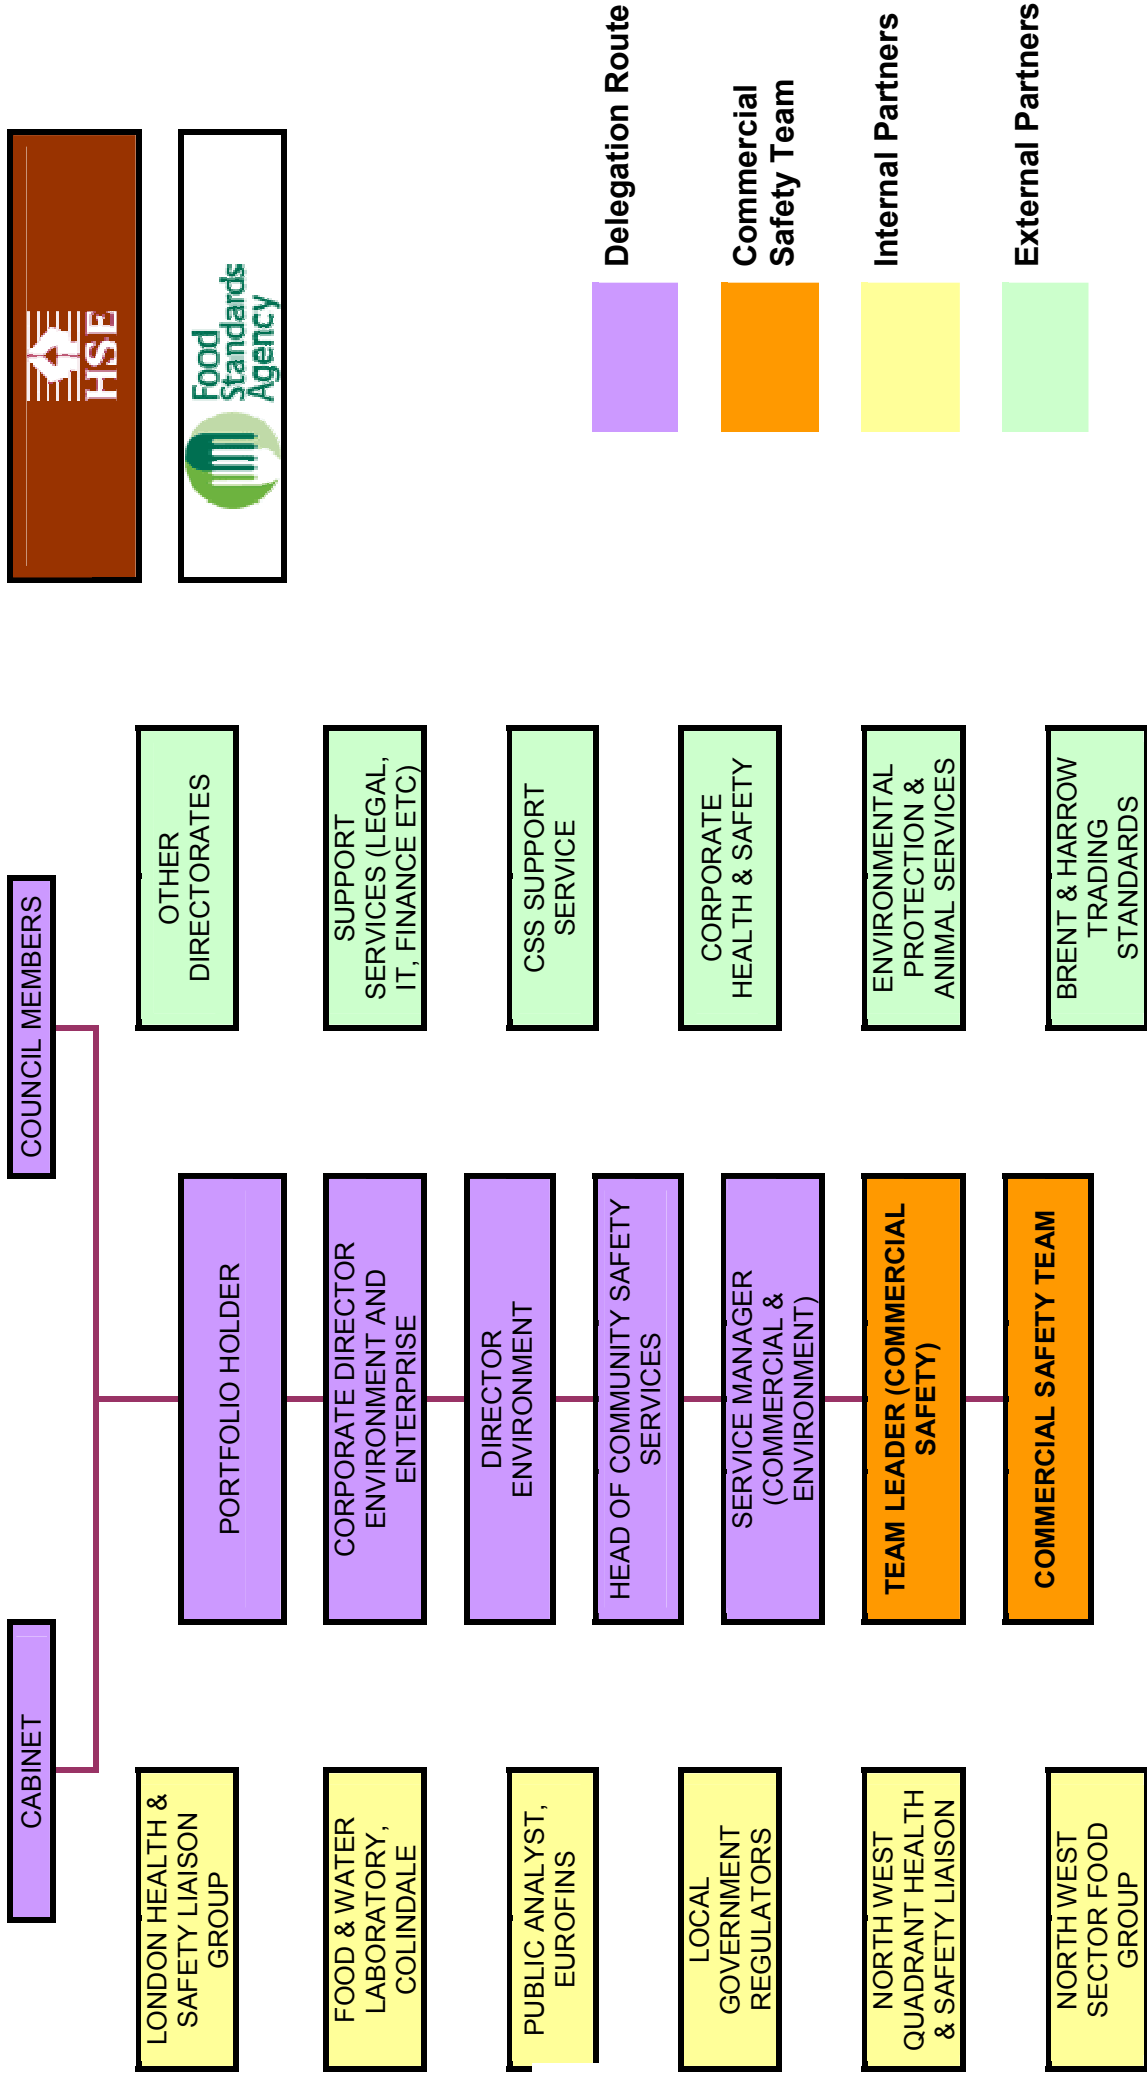 CABINET
COUNCIL MEMBERS
HSE
Food
Standards
Agency
LONDON HEALTH &
SAFETY LIAISON
GROUP
FOOD & WATER
LABORATORY,
COLINDALE
PUBLIC ANALYST,
EUROFINS
LOCAL
GOVERNMENT
REGULATORS
NORTH WEST
QUADRANT HEALTH
& SAFETY LIAISON
NORTH WEST
SECTOR FOOD
GROUP
PORTFOLIO HOLDER
CORPORATE DIRECTOR
ENVIRONMENT AND
ENTERPRISE
DIRECTOR
ENVIRONMENT
HEAD OF COMMUNITY SAFETY
SERVICES
SERVICE MANAGER
(COMMERCIAL &
ENVIRONMENT)
TEAM LEADER (COMMERCIAL
SAFETY)
COMMERCIAL SAFETY TEAM
OTHER
DIRECTORATES
SUPPORT
SERVICES (LEGAL,
IT, FINANCE ETC)
CSS SUPPORT
SERVICE
CORPORATE
HEALTH & SAFETY
ENVIRONMENTAL
PROTECTION &
ANIMAL SERVICES
BRENT & HARROW
TRADING
STANDARDS
Delegation Route
Commercial
Safety Team
Internal Partners
External Partners